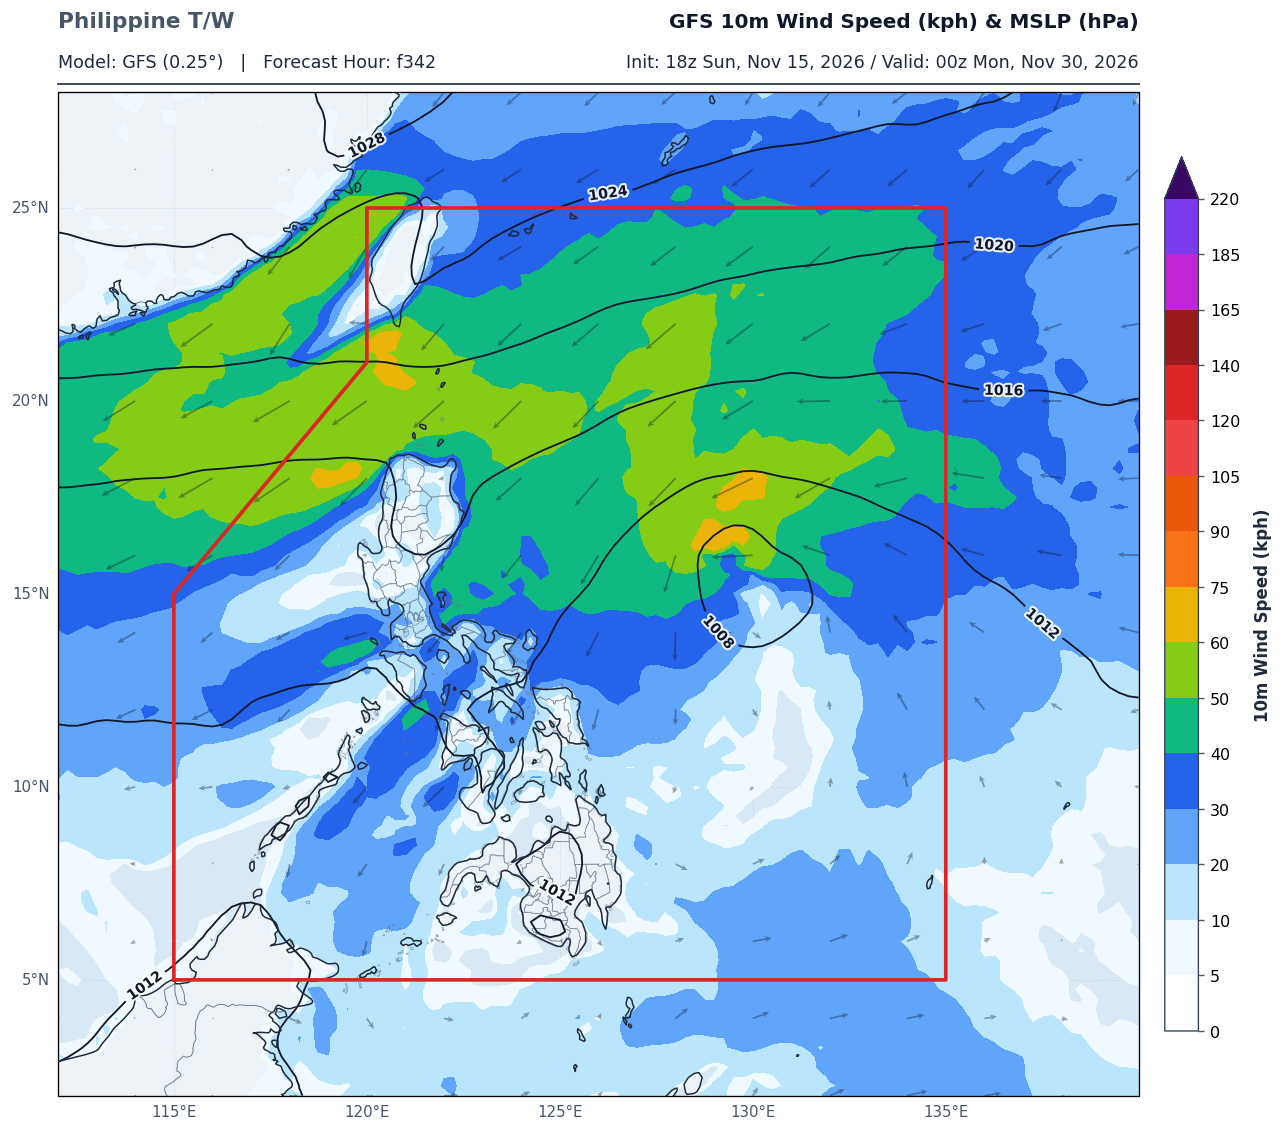 Philippine T/W
GFS 10m Wind Speed (kph) & MSLP (hPa)
Model: GFS (0.25°) | Forecast Hour: f342
Init: 18z Sun, Nov 15, 2026 / Valid: 00z Mon, Nov 30, 2026
1028
1024
1020
1016
1012
1008
1012
1012
25°N
20°N
15°N
10°N
5°N
115°E
120°E
125°E
130°E
135°E
220
185
165
140
120
105
90
75
60
50
40
30
20
10
5
0
10m Wind Speed (kph)